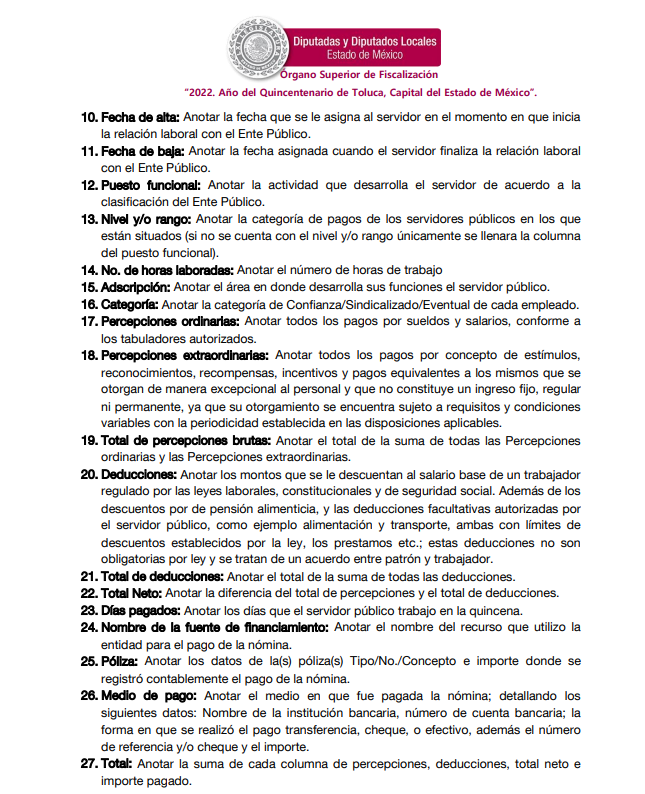 Diputadas y Diputados Locales
Estado de México
Órgano Superior de Fiscalización
“2022. Año del Quincentenario de Toluca, Capital del Estado de México”.
10. Fecha de alta: Anotar la fecha que se le asigna al servidor en el momento en que inicia
la relación laboral con el Ente Público.
11. Fecha de baja: Anotar la fecha asignada cuando el servidor finaliza la relación laboral
con el Ente Público.
12. Puesto funcional: Anotar la actividad que desarrolla el servidor de acuerdo a la
clasificación del Ente Público.
13. Nivel y/o rango: Anotar la categoría de pagos de los servidores públicos en los que
están situados (si no se cuenta con el nivel y/o rango únicamente se llenara la columna
del puesto funcional).
14. No. de horas laboradas: Anotar el número de horas de trabajo
15. Adscripción: Anotar el área en donde desarrolla sus funciones el servidor público.
16. Categoría: Anotar la categoría de Confianza/Sindicalizado/Eventual de cada empleado.
17. Percepciones ordinarias: Anotar todos los pagos por sueldos y salarios, conforme a
los tabuladores autorizados.
18. Percepciones extraordinarias: Anotar todos los pagos por concepto de estímulos,
reconocimientos, recompensas, incentivos y pagos equivalentes a los mismos que se
otorgan de manera excepcional al personal y que no constituye un ingreso fijo, regular
ni permanente, ya que su otorgamiento se encuentra sujeto a requisitos y condiciones
variables con la periodicidad establecida en las disposiciones aplicables.
19. Total de percepciones brutas: Anotar el total de la suma de todas las Percepciones
ordinarias y las Percepciones extraordinarias.
20. Deducciones: Anotar los montos que se le descuentan al salario base de un trabajador
regulado por las leyes laborales, constitucionales y de seguridad social. Además de los
descuentos por de pensión alimenticia, y las deducciones facultativas autorizadas por
el servidor público, como ejemplo alimentación y transporte, ambas con límites de
descuentos establecidos por la ley, los prestamos etc.; estas deducciones no son
obligatorias por ley y se tratan de un acuerdo entre patrón y trabajador.
21. Total de deducciones: Anotar el total de la suma de todas las deducciones.
22. Total Neto: Anotar la diferencia del total de percepciones y el total de deducciones.
23. Días pagados: Anotar los días que el servidor público trabajo en la quincena.
24. Nombre de la fuente de financiamiento: Anotar el nombre del recurso que utilizo la
entidad para el pago de la nómina.
25. Póliza: Anotar los datos de la(s) póliza(s) Tipo/No./Concepto e importe donde se
registró contablemente el pago de la nómina.
26. Medio de pago: Anotar el medio en que fue pagada la nómina; detallando los
siguientes datos: Nombre de la institución bancaria, número de cuenta bancaria; la
forma en que se realizó el pago transferencia, cheque, o efectivo, además el número
de referencia y/o cheque y el importe.
27. Total: Anotar la suma de cada columna de percepciones, deducciones, total neto e
importe pagado.